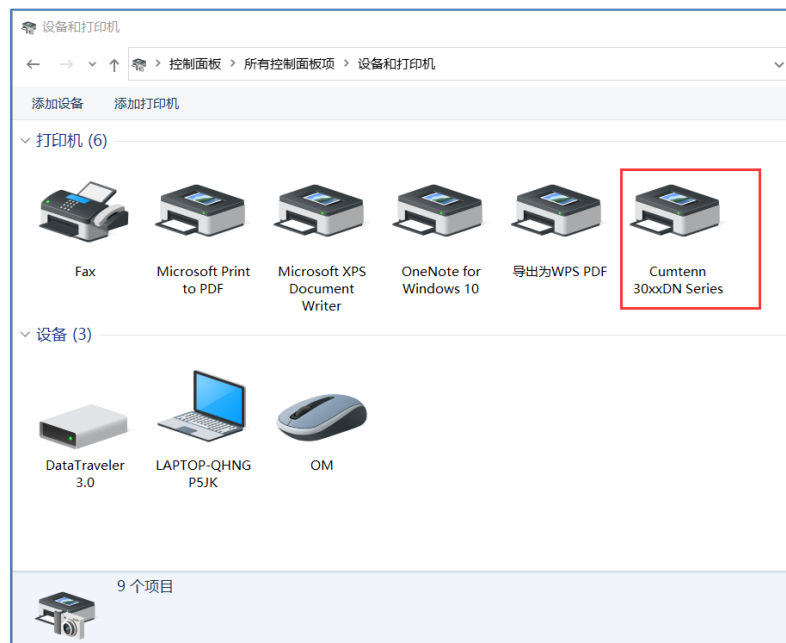 设备和打印机
控制面板 > 所有控制面板项 > 设备和打印机
添加设备 添加打印机
打印机 (6)
Fax
Microsoft Print
to PDF
Microsoft XPS
Document
Writer
OneNote for
Windows 10
导出为WPS PDF
Cumtenn
30xxDN Series
设备 (3)
DataTraveler
3.0
LAPTOP-QHNG
P5JK
OM
9 个项目